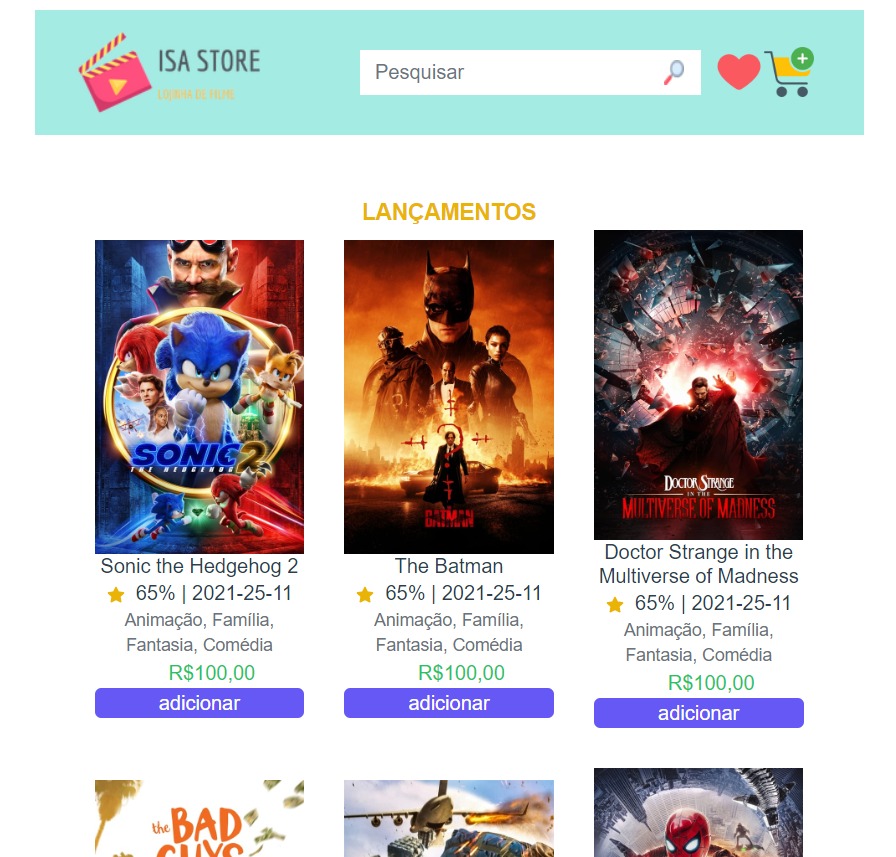 ISA STORE
LOJINHA DE FILME
Pesquisar
LANÇAMENTOS
SONIC 2
THE HEDGEHOG
THE BATMAN
DOCTOR STRANGE
IN THE
MULTIVERSE OF MADNESS
Sonic the Hedgehog 2
65% | 2021-25-11
Animação, Família,
Fantasia, Comédia
R$100,00
adicionar
The Batman
65% | 2021-25-11
Animação, Família,
Fantasia, Comédia
R$100,00
adicionar
Doctor Strange in the
Multiverse of Madness
65% | 2021-25-11
Animação, Família,
Fantasia, Comédia
R$100,00
adicionar
the BAD
GUYS